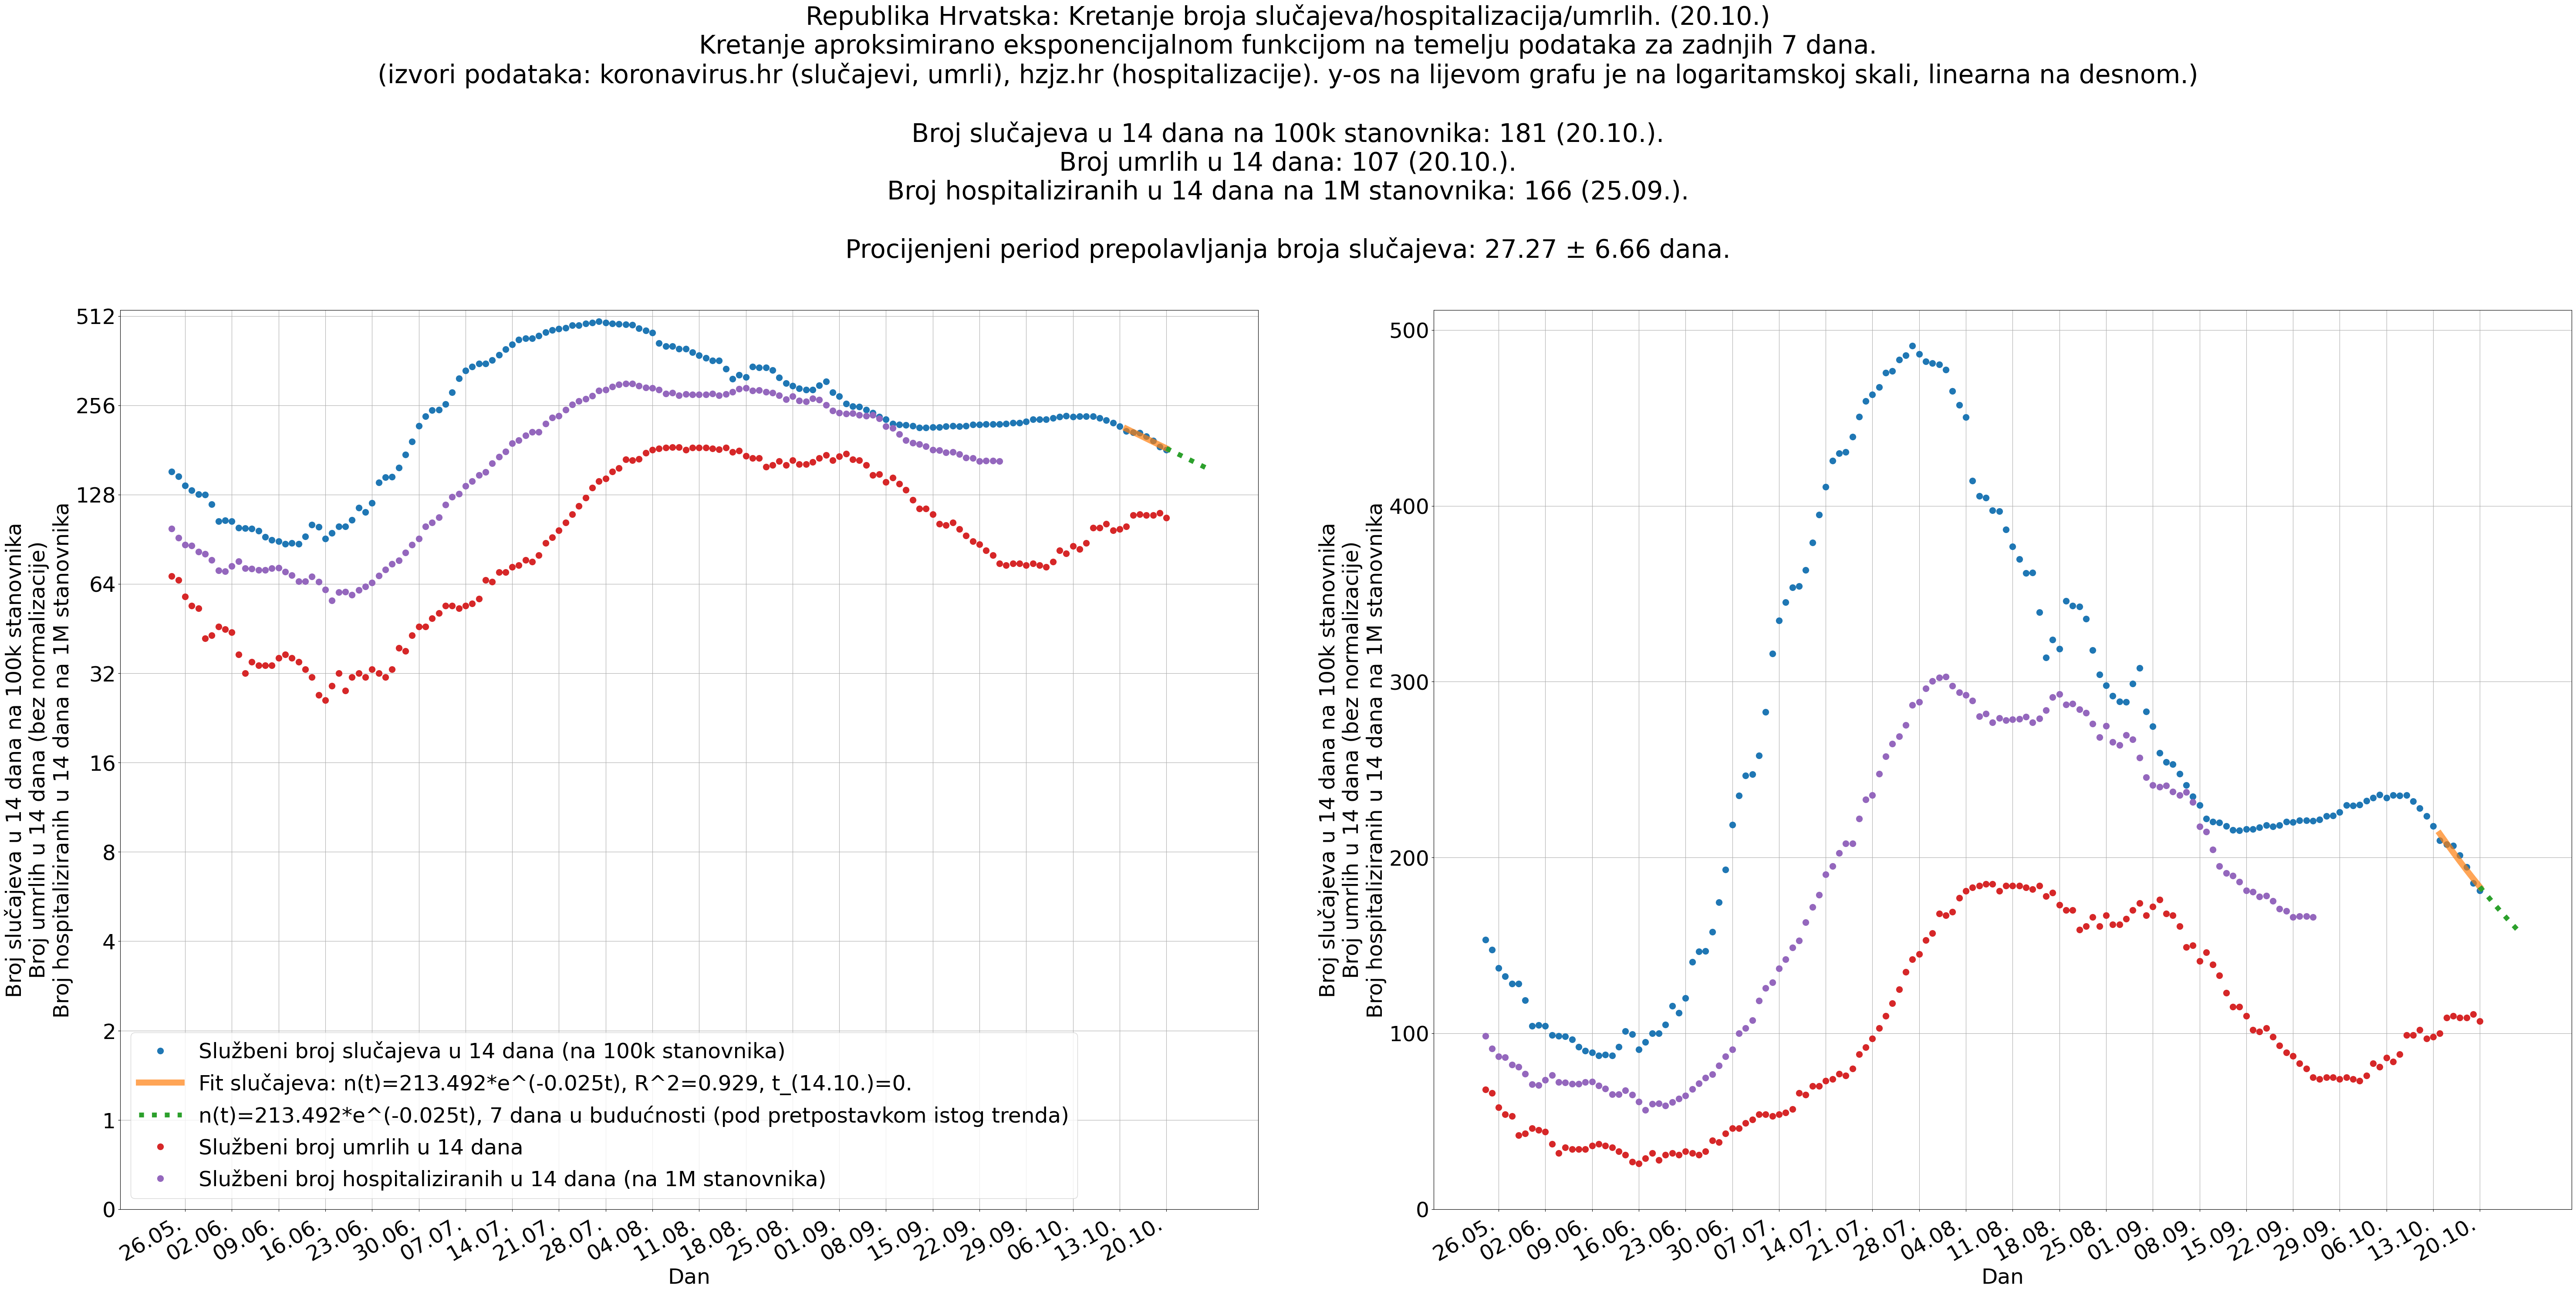 Republika Hrvatska: Kretanje broja slučajeva/hospitalizacija/umrlih. (20.10.)
Kretanje aproksimirano eksponencijalnom funkcijom na temelju podataka za zadnjih 7 dana.
(izvori podataka: koronavirus.hr (slučajevi, umrli), hzjz.hr (hospitalizacije). y-os na lijevom grafu je na logaritamskoj skali, linearna na desnom.)
Broj slučajeva u 14 dana na 100k stanovnika: 181 (20.10.).
Broj umrlih u 14 dana: 107 (20.10.).
Broj hospitaliziranih u 14 dana na 1M stanovnika: 166 (25.09.).
Procijenjeni period prepolavljanja broja slučajeva: 27.27 ± 6.66 dana.
Broj slučajeva u 14 dana na 100k stanovnika
Broj umrlih u 14 dana (bez normalizacije)
Broj hospitaliziranih u 14 dana na 1M stanovnika
512
256
128
64
32
16
8
4
2
1
0
Službeni broj slučajeva u 14 dana (na 100k stanovnika)
Fit slučajeva: n(t)=213.492*e^(-0.025t), R^2=0.929, t_(14.10.)=0.
n(t)=213.492*e^(-0.025t), 7 dana u budućnosti (pod pretpostavkom istog trenda)
Službeni broj umrlih u 14 dana
Službeni broj hospitaliziranih u 14 dana (na 1M stanovnika)
26.05. 02.06. 09.06. 16.06. 23.06. 30.06. 07.07. 14.07. 21.07. 28.07. 04.08. 11.08. 18.08. 25.08. 01.09. 08.09. 15.09. 22.09. 29.09. 06.10. 13.10. 20.10.
Dan
Broj slučajeva u 14 dana na 100k stanovnika
Broj umrlih u 14 dana (bez normalizacije)
Broj hospitaliziranih u 14 dana na 1M stanovnika
500
400
300
200
100
0
26.05. 02.06. 09.06. 16.06. 23.06. 30.06. 07.07. 14.07. 21.07. 28.07. 04.08. 11.08. 18.08. 25.08. 01.09. 08.09. 15.09. 22.09. 29.09. 06.10. 13.10. 20.10.
Dan